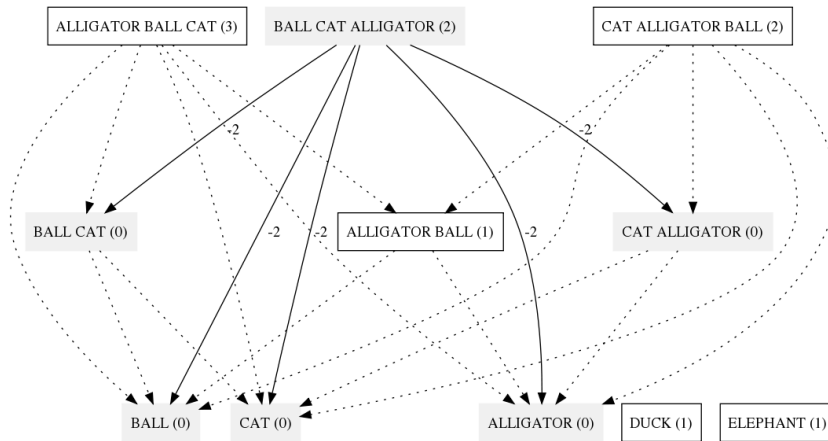 ALLIGATOR BALL CAT (3)
BALL CAT ALLIGATOR (2)
CAT ALLIGATOR BALL (2)
-2
-2
BALL CAT (0)
ALLIGATOR BALL (1)
CAT ALLIGATOR (0)
-2
-2
-2
BALL (0)
CAT (0)
ALLIGATOR (0)
DUCK (1)
ELEPHANT (1)